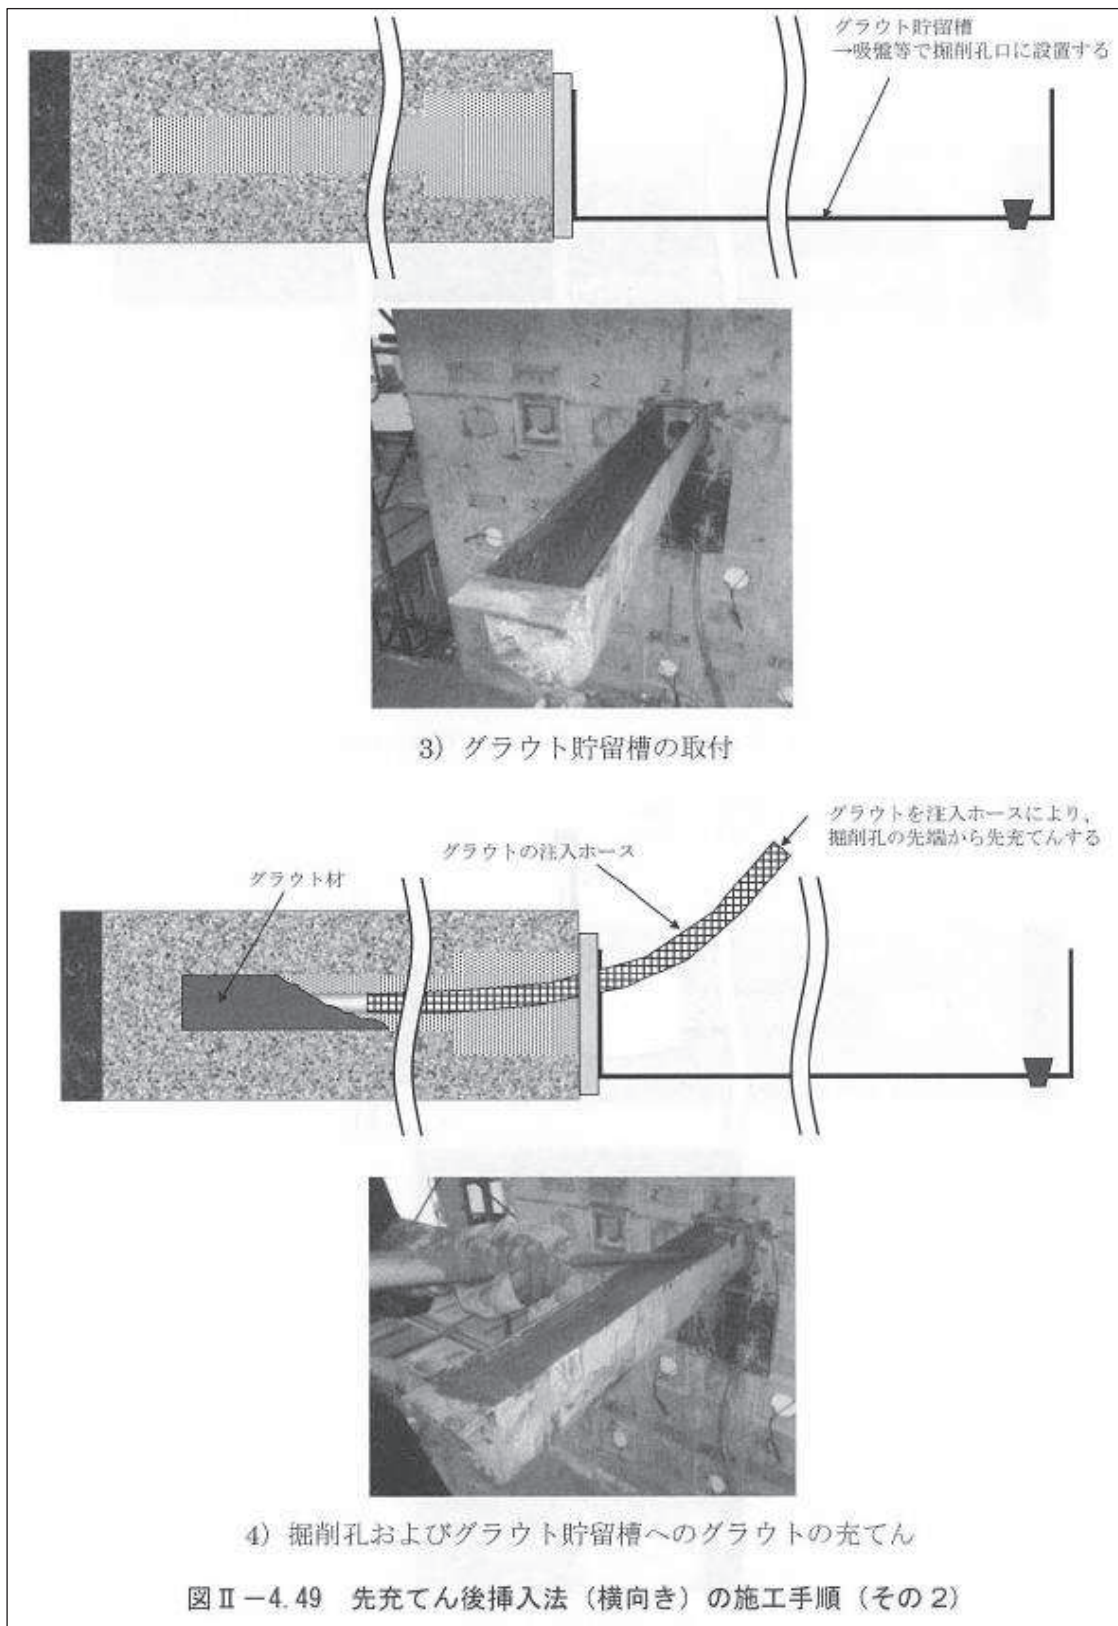 グラウト貯留槽
→吸盤等で掘削孔口に設置する
3）グラウト貯留槽の取付
グラウトを注入ホースにより、
掘削孔の先端から先充てんする
グラウトの注入ホース
グラウト材
4）掘削孔およびグラウト貯留槽へのグラウトの充てん
図Ⅱ－4.49　先充てん後挿入法（横向き）の施工手順（その2）